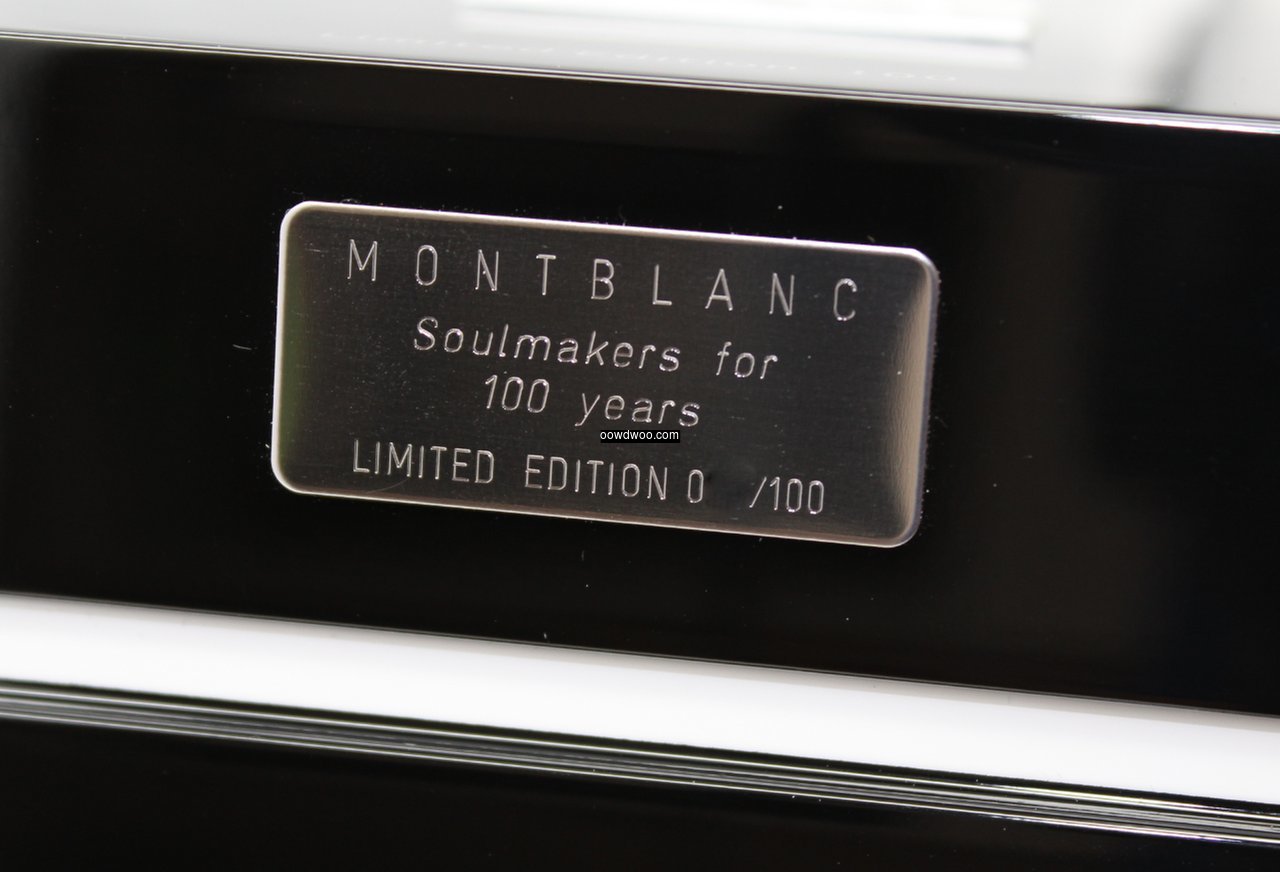 MONTBLANC
Soulmakers for
100 years
oowdwoo.com
LIMITED EDITION 0 /100